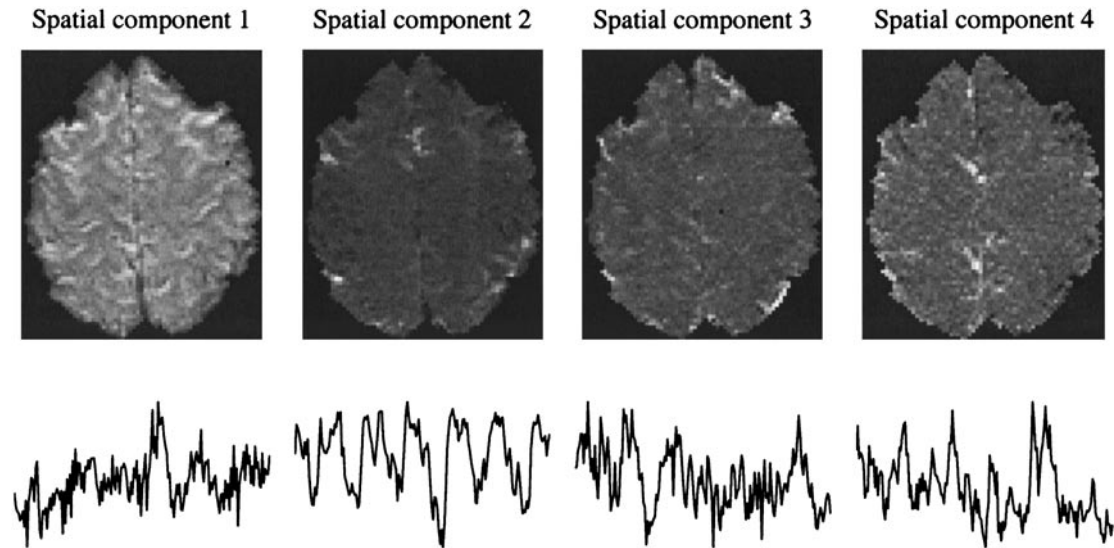 Spatial component 1
Spatial component 2
Spatial component 3
Spatial component 4